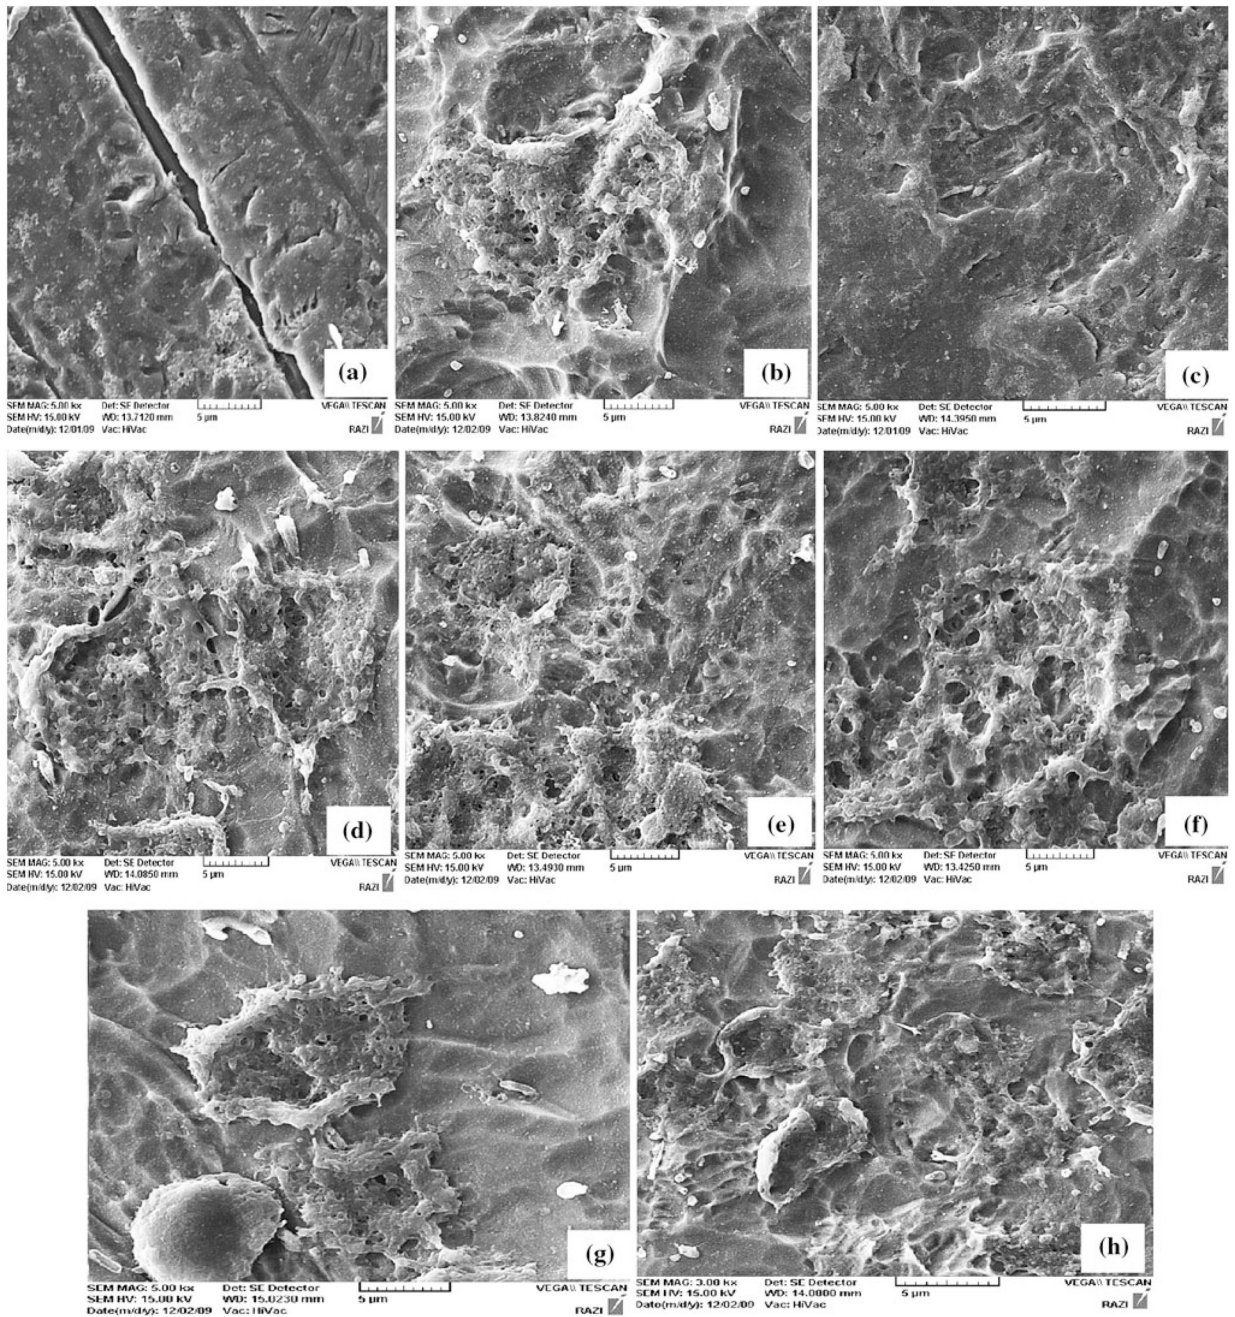 (a)
SEM MAG: 5.00 kx Det: SE Detector
SEM HV: 15.00 kV WD: 13.7120 mm 5 µm VEGA\\ TESCAN
Date(m/d/y): 12/01/09 Vac: HiVac RAZI
(b)
SEM MAG: 5.00 kx Det: SE Detector
SEM HV: 15.00 kV WD: 13.8240 mm 5 µm VEGA\\ TESCAN
Date(m/d/y): 12/02/09 Vac: HiVac RAZI
(c)
SEM MAG: 5.00 kx Det: SE Detector
SEM HV: 15.00 kV WD: 14.3950 mm 5 µm VEGA\\ TESCAN
Date(m/d/y): 12/01/09 Vac: HiVac RAZI
(d)
SEM MAG: 5.00 kx Det: SE Detector
SEM HV: 15.00 kV WD: 14.0850 mm 5 µm VEGA\\ TESCAN
Date(m/d/y): 12/02/09 Vac: HiVac RAZI
(e)
SEM MAG: 5.00 kx Det: SE Detector
SEM HV: 15.00 kV WD: 13.4930 mm 5 µm VEGA\\ TESCAN
Date(m/d/y): 12/02/09 Vac: HiVac RAZI
(f)
SEM MAG: 5.00 kx Det: SE Detector
SEM HV: 15.00 kV WD: 13.4250 mm 5 µm VEGA\\ TESCAN
Date(m/d/y): 12/02/09 Vac: HiVac RAZI
(g)
SEM MAG: 5.00 kx Det: SE Detector
SEM HV: 15.00 kV WD: 15.0230 mm 5 µm VEGA\\ TESCAN
Date(m/d/y): 12/02/09 Vac: HiVac RAZI
(h)
SEM MAG: 3.00 kx Det: SE Detector
SEM HV: 15.00 kV WD: 14.0000 mm 5 µm VEGA\\ TESCAN
Date(m/d/y): 12/02/09 Vac: HiVac RAZI